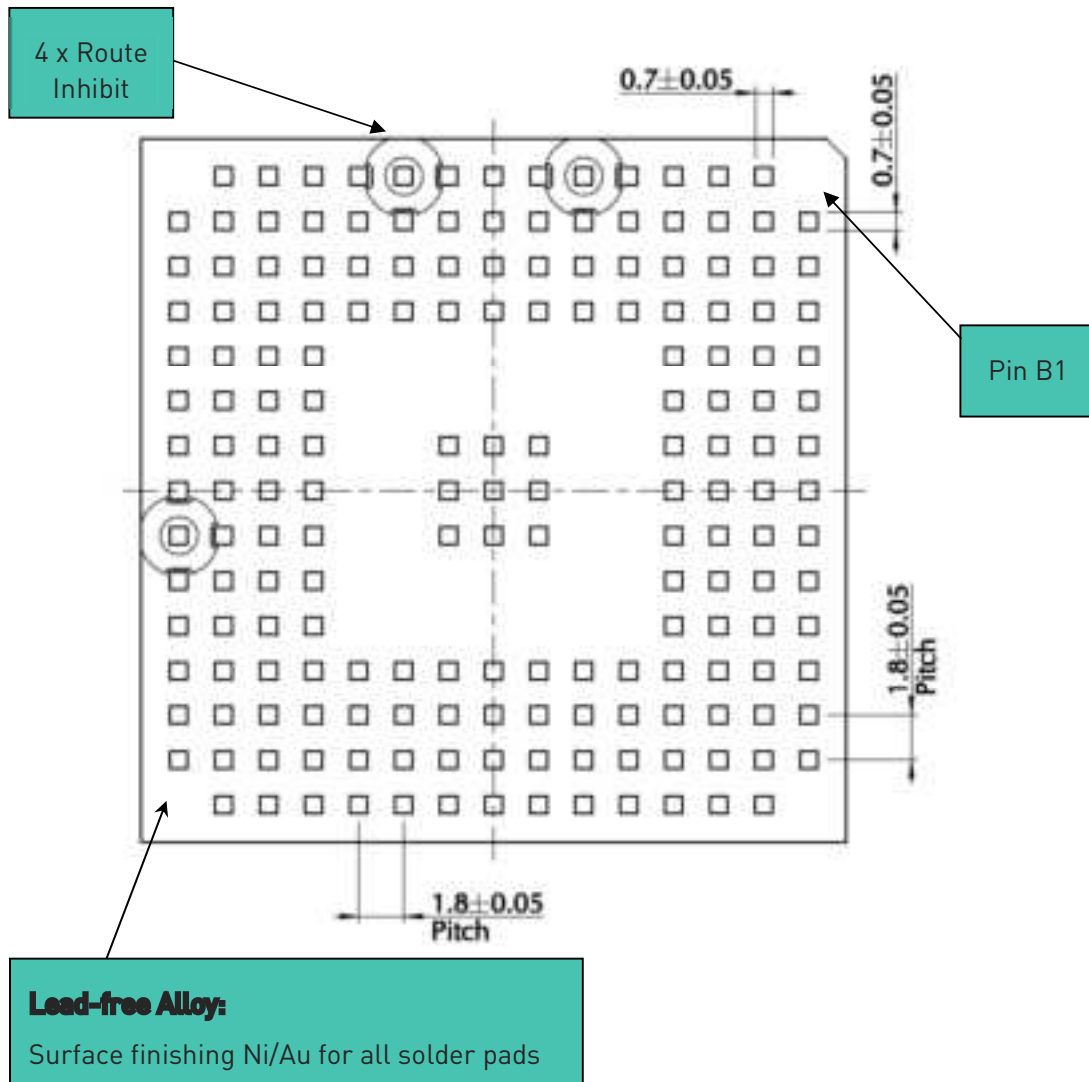 4 x Route
Inhibit
0.7±0.05
0.7±0.05
Pin B1
1.8±0.05
Pitch
1.8±0.05
Pitch
Lead-free Alloy:
Surface finishing Ni/Au for all solder pads